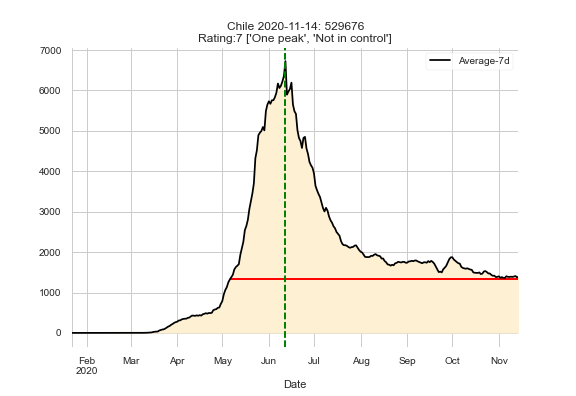 Chile 2020-11-14: 529676
Rating:7 ['One peak', 'Not in control']
Average-7d
7000
6000
5000
4000
3000
2000
1000
0
Feb Mar Apr May Jun Jul Aug Sep Oct Nov
2020
Date